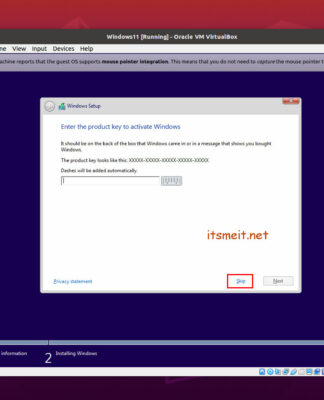 Windows11 [Running] - Oracle VM VirtualBox
View Input Devices Help
machine reports that the guest OS supports mouse pointer integration. This means that you do not need to capture the mouse pointer
Windows Setup
Enter the product key to activate Windows
It should be on the back of the box that Windows came in or in a message that shows you bought
Windows.
The product key looks like this: XXXXX-XXXXX-XXXXX-XXXXX-XXXXX
Dashes will be added automatically.
itsmeit.net
Privacy statement
Skip
Next
information
2 Installing Windows